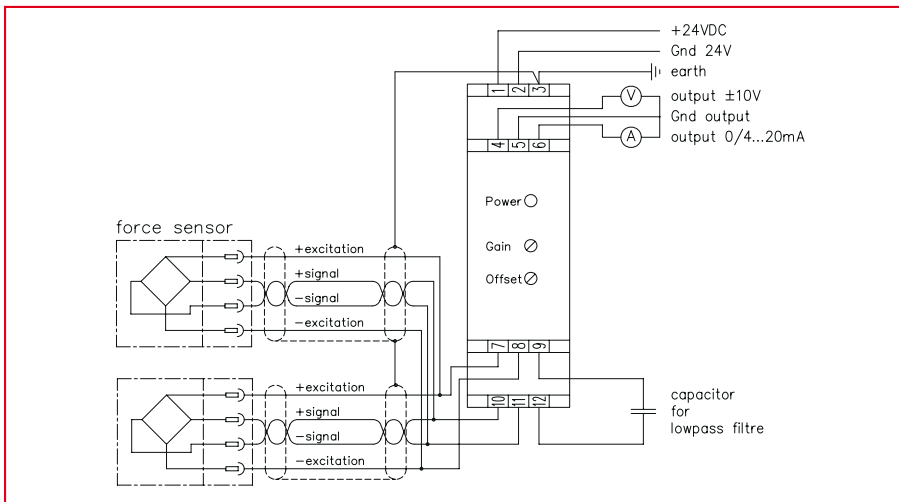 +24VDC
Gnd 24V
earth
output ±10V
Gnd output
output 0/4...20mA
1 2 3
4 5 6
Power
Gain
Offset
force sensor
+excitation
+signal
−signal
−excitation
7 8 9
+excitation
+signal
−signal
−excitation
10 11 12
capacitor
for
lowpass filtre
V
A